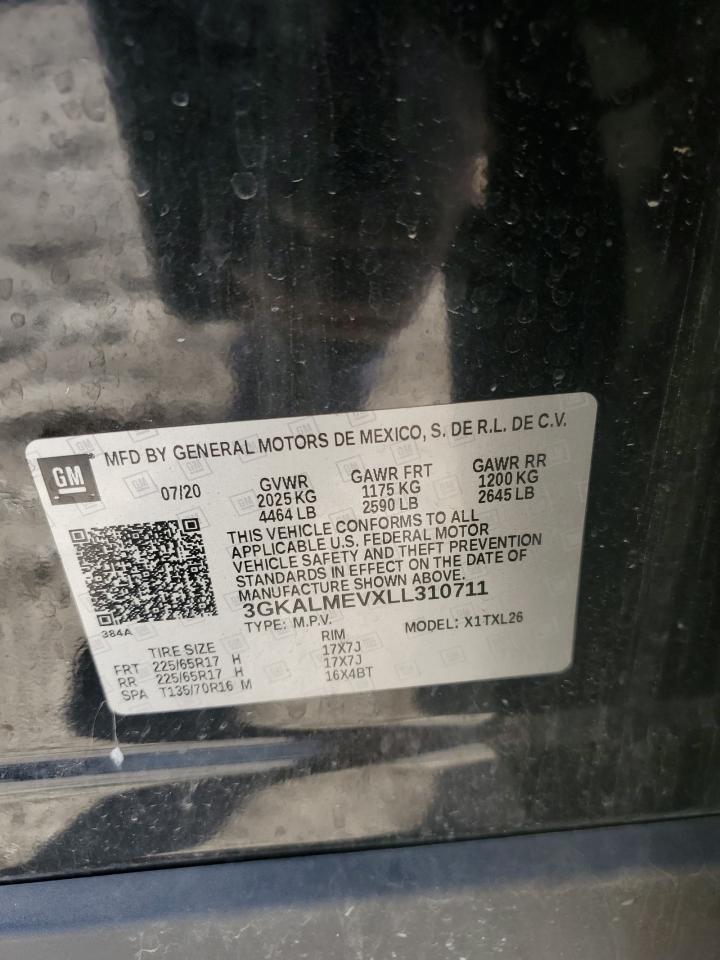 MFD BY GENERAL MOTORS DE MEXICO, S. DE R.L. DE C.V.
GM
07/20 GVWR GAWR FRT GAWR RR
2025 KG 1175 KG 1200 KG
4464 LB 2590 LB 2645 LB
THIS VEHICLE CONFORMS TO ALL
APPLICABLE U.S. FEDERAL MOTOR
VEHICLE SAFETY AND THEFT PREVENTION
STANDARDS IN EFFECT ON THE DATE OF
MANUFACTURE SHOWN ABOVE.
3GKALMEVXLL310711
384A
TYPE: M.P.V. MODEL: X1TXL26
TIRE SIZE RIM
FRT 225/65R17 H 17X7J
RR 225/65R17 H 17X7J
SPA T135/70R16 M 16X4BT